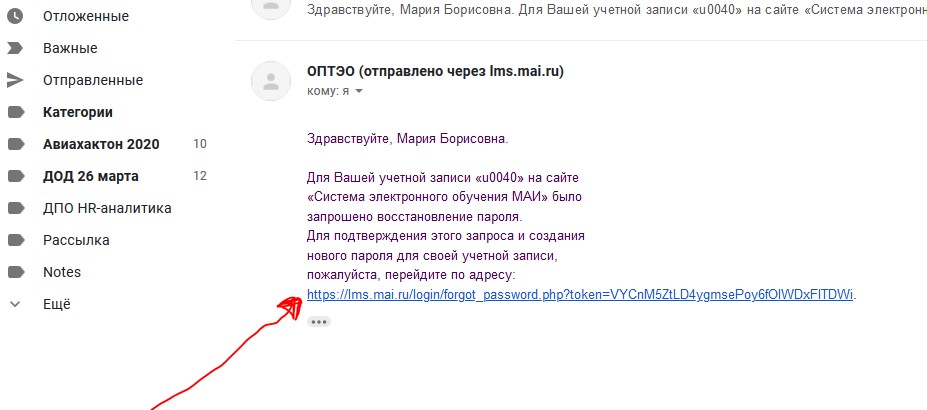 Отложенные
Важные
Отправленные
Категории
Авиахактон 2020 10
ДОД 26 марта 12
ДПО HR-аналитика
Рассылка
Notes
Ещё
Здравствуйте, Мария Борисовна. Для Вашей учетной записи «u0040» на сайте «Система электронн
ОПТЭО (отправлено через lms.mai.ru)
кому: я
Здравствуйте, Мария Борисовна.
Для Вашей учетной записи «u0040» на сайте
«Система электронного обучения МАИ» было
запрошено восстановление пароля.
Для подтверждения этого запроса и создания
нового пароля для своей учетной записи,
пожалуйста, перейдите по адресу:
https://lms.mai.ru/login/forgot_password.php?token=VYCnM5ZtLD4ygmsePoy6fOlWDxFlTDWi.